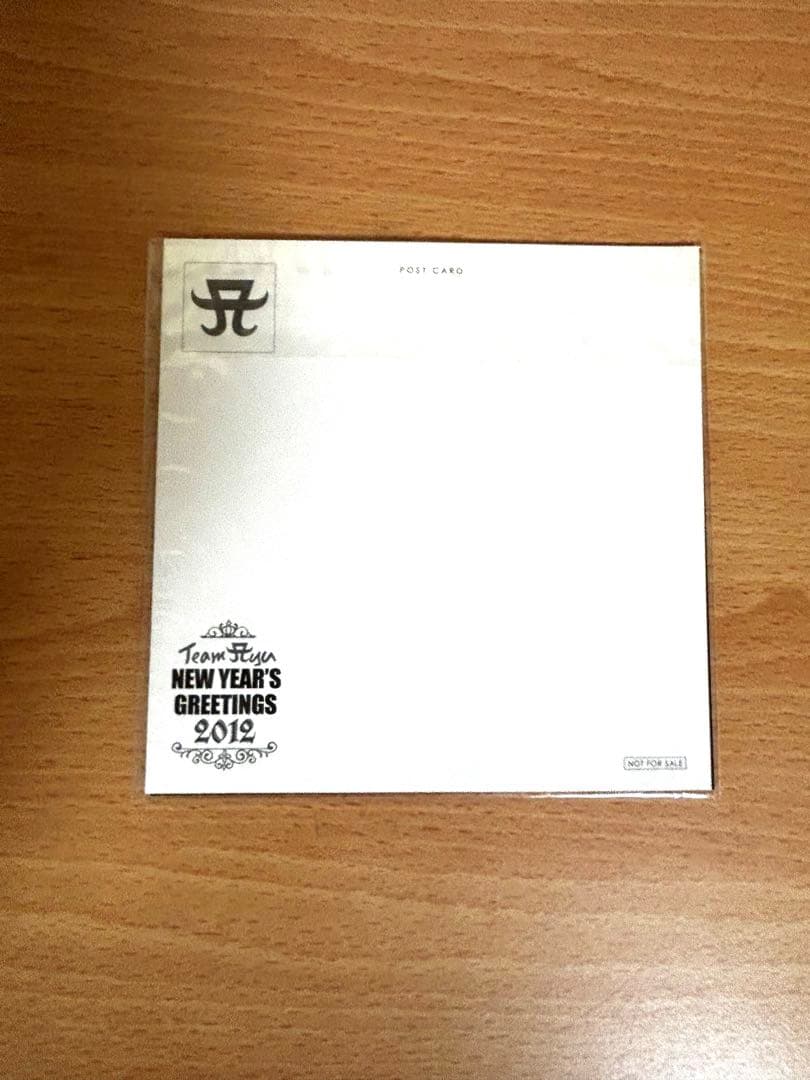 POST CARD
Team Ayu
NEW YEAR'S
GREETINGS
2012
NOT FOR SALE